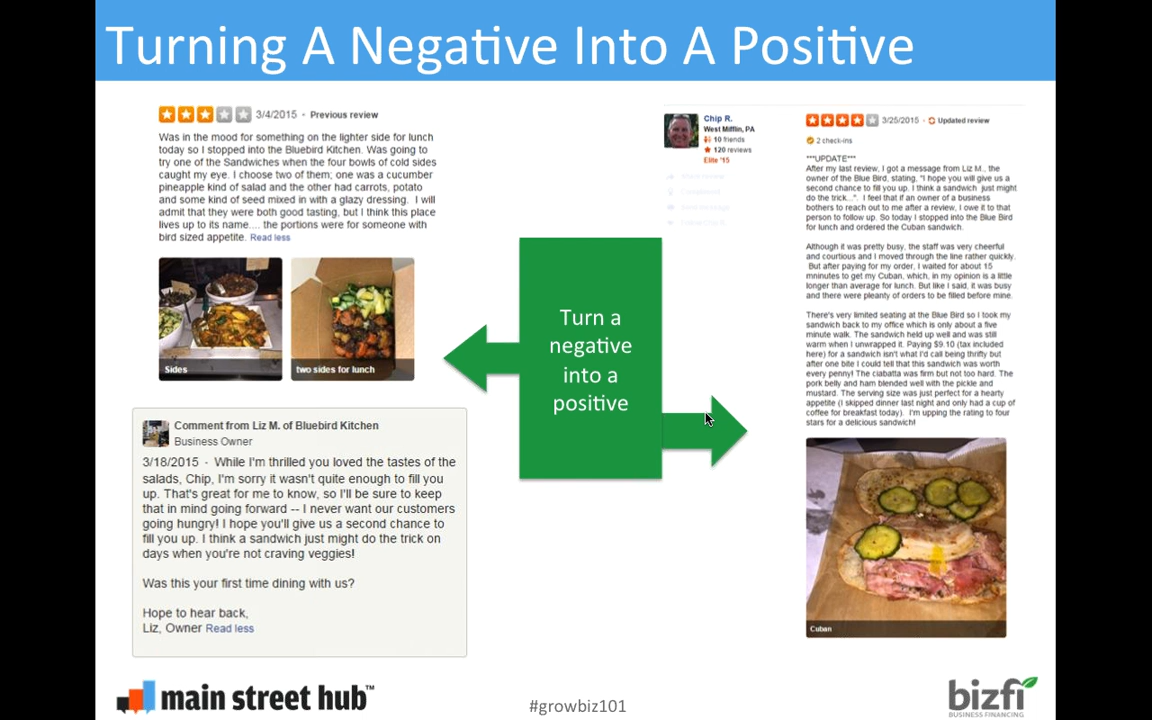 Turning A Negative Into A Positive
3/4/2015 · Previous review
Was in the mood for something on the lighter side for lunch
today so I stopped into the Bluebird Kitchen. Was going to
try one of the Sandwiches when the four bowls of cold sides
caught my eye. I choose two of them; one was a cucumber
pineapple kind of salad and the other had carrots, potato
and some kind of seed mixed in with a glazy dressing. I will
admit that they were both good tasting, but I think this place
lives up to its name.... the portions were for someone with
bird sized appetite. Read less
Sides
two sides for lunch
Comment from Liz M. of Bluebird Kitchen
Business Owner
3/18/2015 · While I'm thrilled you loved the tastes of the
salads, Chip, I'm sorry it wasn't quite enough to fill you
up. That's great for me to know, so I'll be sure to keep
that in mind going forward -- I never want our customers
going hungry! I hope you'll give us a second chance to
fill you up. I think a sandwich just might do the trick on
days when you're not craving veggies!
Was this your first time dining with us?
Hope to hear back,
Liz, Owner Read less
Turn a
negative
into a
positive
Chip R.
West Mifflin, PA
10 friends
120 reviews
Elite '15
3/25/2015 · Updated review
2 check-ins
***UPDATE***
After my last review, I got a message from Liz M., the
owner of the Blue Bird, stating, "I hope you will give us a
second chance to fill you up. I think a sandwich just might
do the trick...". I feel that if an owner of a business
bothers to reach out to me after a review, I owe it to that
person to follow up. So today I stopped into the Blue Bird
for lunch and ordered the Cuban sandwich.
Although it was pretty busy, the staff was very cheerful
and courtious and I moved through the line rather quickly.
But after paying for my order, I waited for about 15
mninutes to get my Cuban, which, in my opinion is a little
longer than average for lunch. But like I said, it was busy
and there were pleanty of orders to be filled before mine.
There's very limited seating at the Blue Bird so I took my
sandwich back to my office which is only about a five
minute walk. The sandwich held up well and was still
warm when I unwrapped it. Paying $9.10 (tax included
here) for a sandwich isn't what I'd call being thrifty but
after one bite I could tell that this sandwich was worth
every penny! The ciabatta was firm but not too hard. The
pork belly and ham blended well with the pickle and
mustard. The serving size was just perfect for a hearty
appetite (I skipped dinner last night and only had a cup of
coffee for breakfast today). I'm upping the rating to four
stars for a delicious sandwich!
Cuban
main street hub™
#growbiz101
bizfi
BUSINESS FINANCING